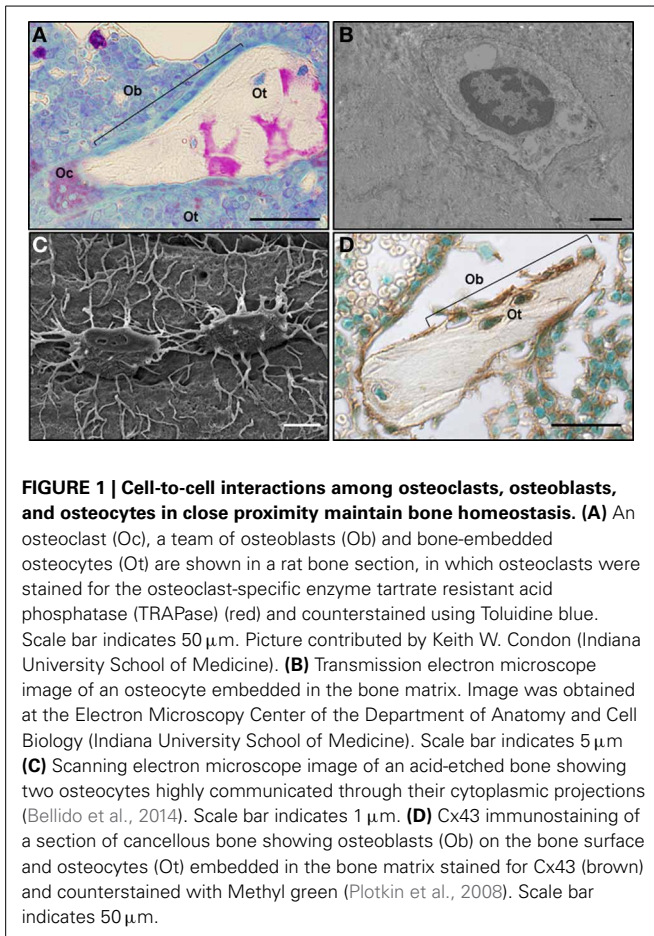 A
B
Ob
Ot
Oc
Ot
C
D
Ob
Ot
FIGURE 1 | Cell-to-cell interactions among osteoclasts, osteoblasts,
and osteocytes in close proximity maintain bone homeostasis. (A) An
osteoclast (Oc), a team of osteoblasts (Ob) and bone-embedded
osteocytes (Ot) are shown in a rat bone section, in which osteoclasts were
stained for the osteoclast-specific enzyme tartrate resistant acid
phosphatase (TRAPase) (red) and counterstained using Toluidine blue.
Scale bar indicates 50 μm. Picture contributed by Keith W. Condon (Indiana
University School of Medicine). (B) Transmission electron microscope
image of an osteocyte embedded in the bone matrix. Image was obtained
at the Electron Microscopy Center of the Department of Anatomy and Cell
Biology (Indiana University School of Medicine). Scale bar indicates 5 μm
(C) Scanning electron microscope image of an acid-etched bone showing
two osteocytes highly communicated through their cytoplasmic projections
(Bellido et al., 2014). Scale bar indicates 1 μm. (D) Cx43 immunostaining of
a section of cancellous bone showing osteoblasts (Ob) on the bone surface
and osteocytes (Ot) embedded in the bone matrix stained for Cx43 (brown)
and counterstained with Methyl green (Plotkin et al., 2008). Scale bar
indicates 50 μm.